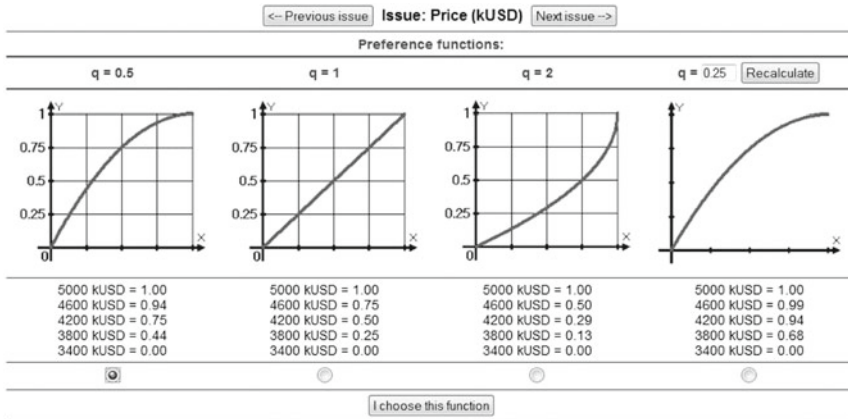 <-- Previous issue Issue: Price (kUSD) Next issue -->
Preference functions:
q = 0.5 q = 1 q = 2 q = 0.25 Recalculate
Y Y Y Y
1 1 1
0.75 0.75 0.75
0.5 0.5 0.5
0.25 0.25 0.25
X X X X
0 0 0
5000 kUSD = 1.00 5000 kUSD = 1.00 5000 kUSD = 1.00 5000 kUSD = 1.00
4600 kUSD = 0.94 4600 kUSD = 0.75 4600 kUSD = 0.50 4600 kUSD = 0.99
4200 kUSD = 0.75 4200 kUSD = 0.50 4200 kUSD = 0.29 4200 kUSD = 0.94
3800 kUSD = 0.44 3800 kUSD = 0.25 3800 kUSD = 0.13 3800 kUSD = 0.68
3400 kUSD = 0.00 3400 kUSD = 0.00 3400 kUSD = 0.00 3400 kUSD = 0.00
I choose this function